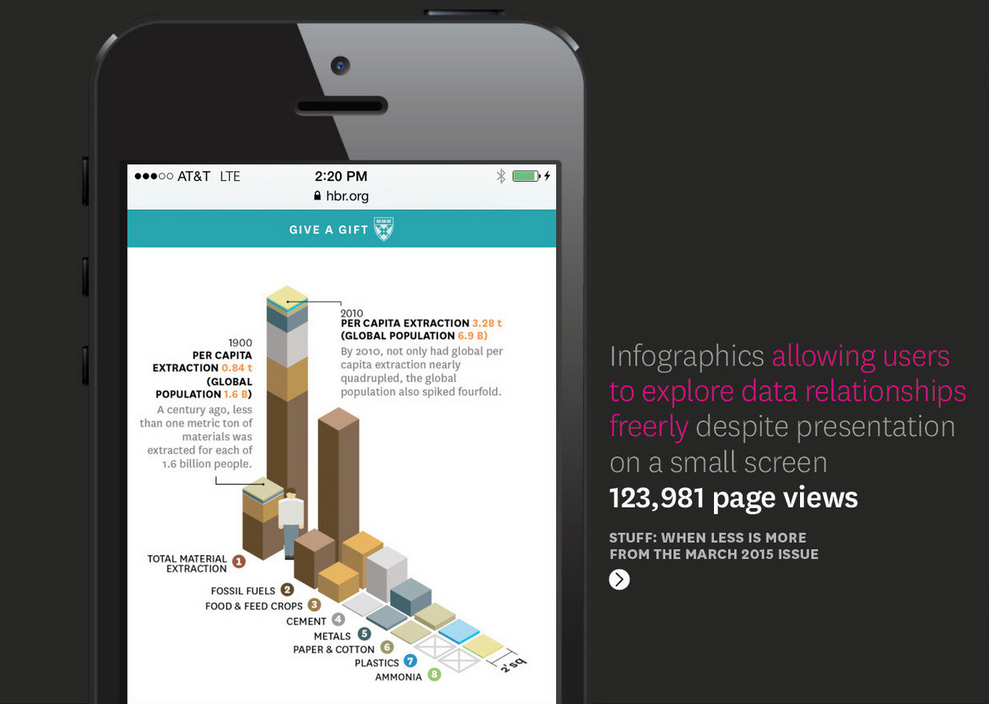 AT&T LTE 2:20 PM
hbr.org
GIVE A GIFT
2010
PER CAPITA EXTRACTION 3.28 t
(GLOBAL POPULATION 6.9 B)
By 2010, not only had global per
capita extraction nearly
quadrupled, the global
population also spiked fourfold.
1900
PER CAPITA
EXTRACTION 0.84 t
(GLOBAL
POPULATION 1.6 B)
A century ago, less
than one metric ton of
materials was
extracted for each of
1.6 billion people.
TOTAL MATERIAL
EXTRACTION 1
FOSSIL FUELS 2
FOOD & FEED CROPS 3
CEMENT 4
METALS 5
PAPER & COTTON 6
PLASTICS 7
AMMONIA 8
2'sq
Infographics allowing users
to explore data relationships
freerly despite presentation
on a small screen
123,981 page views
STUFF: WHEN LESS IS MORE
FROM THE MARCH 2015 ISSUE